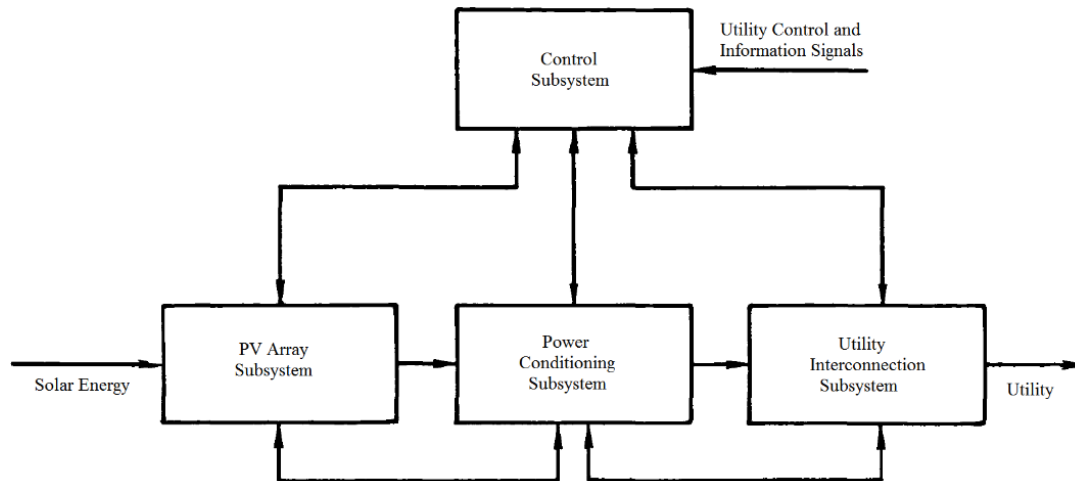 Utility Control and
Information Signals
Control
Subsystem
PV Array
Subsystem
Power
Conditioning
Subsystem
Utility
Interconnection
Subsystem
Solar Energy
Utility